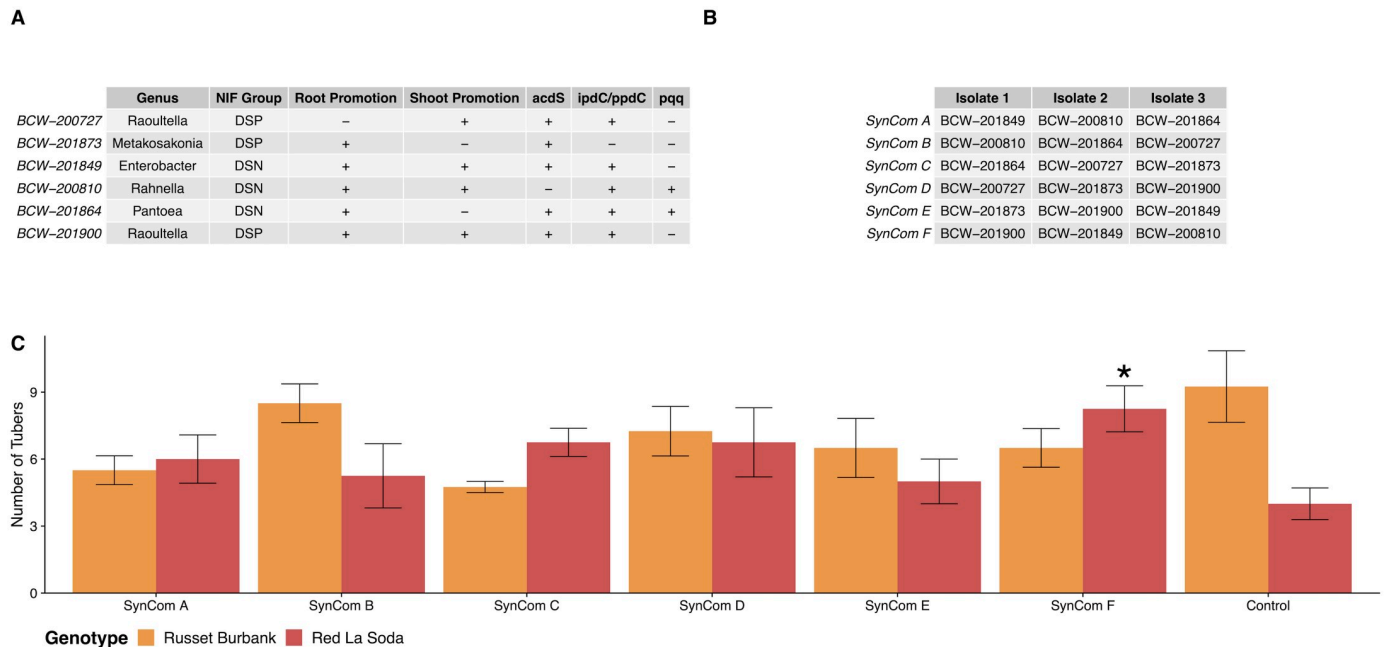 A
B
Genus NIF Group Root Promotion Shoot Promotion acdS ipdC/ppdC pqq
BCW−200727 Raoultella DSP − + + + −
BCW−201873 Metakosakonia DSP + − + − −
BCW−201849 Enterobacter DSN + + + + −
BCW−200810 Rahnella DSN + + − + +
BCW−201864 Pantoea DSN + − + + +
BCW−201900 Raoultella DSP + + + + −
Isolate 1 Isolate 2 Isolate 3
SynCom A BCW−201849 BCW−200810 BCW−201864
SynCom B BCW−200810 BCW−201864 BCW−200727
SynCom C BCW−201864 BCW−200727 BCW−201873
SynCom D BCW−200727 BCW−201873 BCW−201900
SynCom E BCW−201873 BCW−201900 BCW−201849
SynCom F BCW−201900 BCW−201849 BCW−200810
C
Number of Tubers
9
6
3
0
*
SynCom A SynCom B SynCom C SynCom D SynCom E SynCom F Control
Genotype Russet Burbank Red La Soda